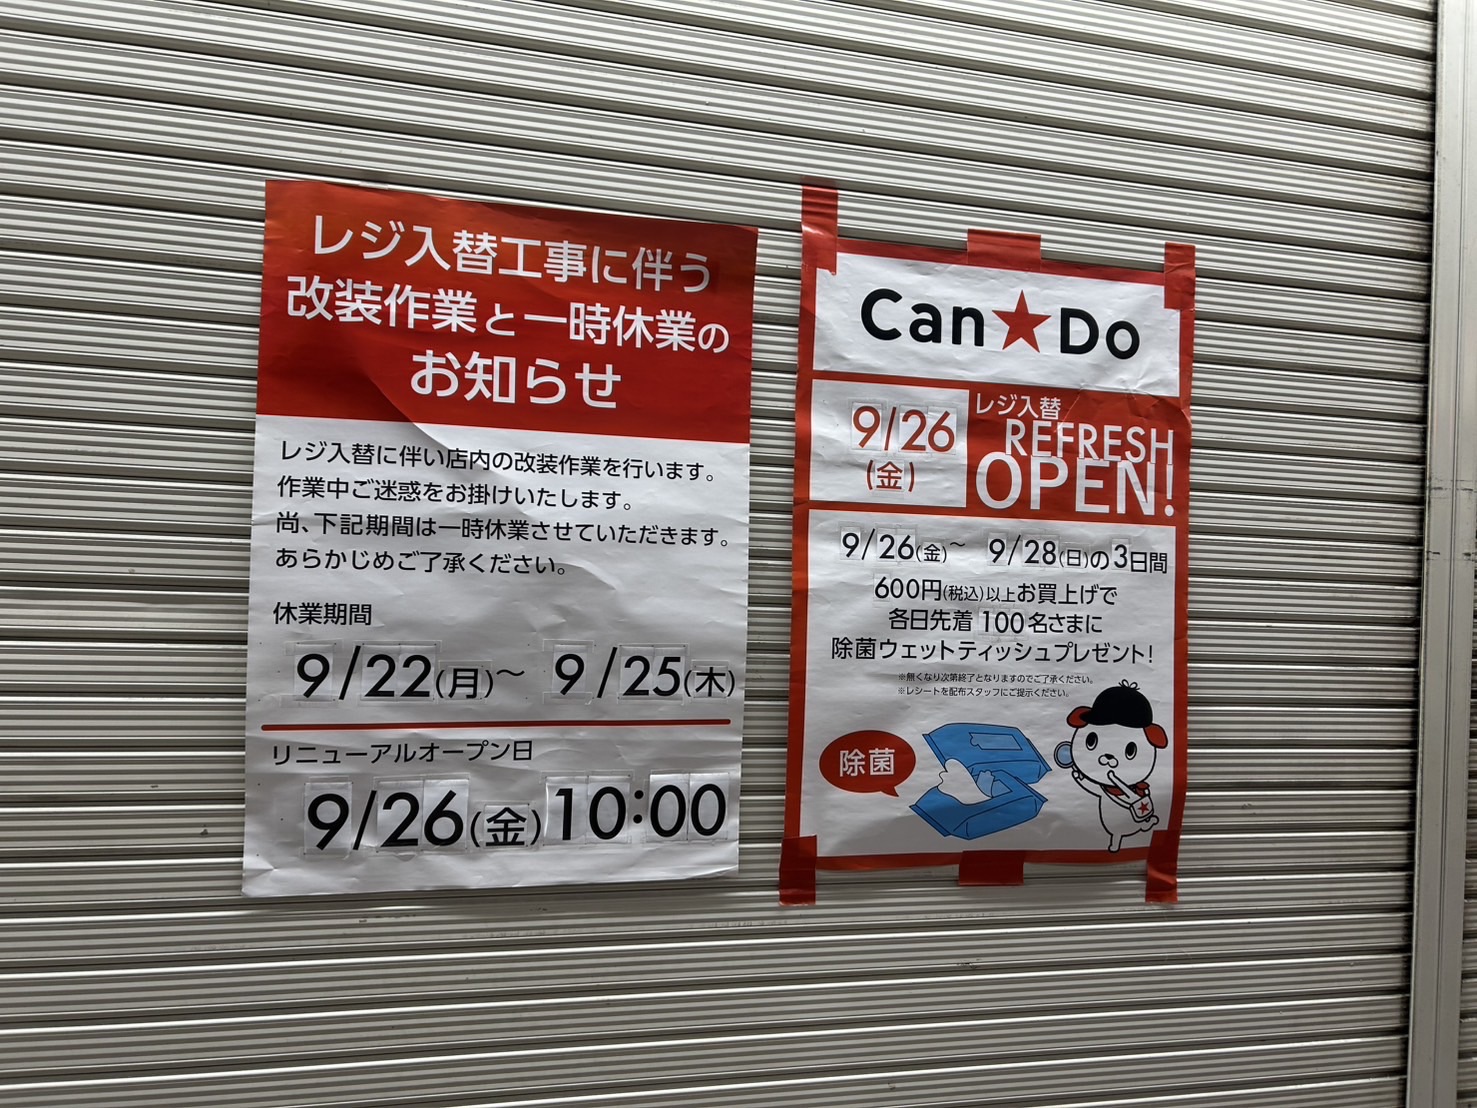 レジ入替工事に伴う
改装作業と一時休業の
お知らせ
レジ入替に伴い店内の改装作業を行います。
作業中ご迷惑をお掛けいたします。
尚、下記期間は一時休業させていただきます。
あらかじめご了承ください。
休業期間
9/22(月)~ 9/25(木)
リニューアルオープン日
9/26(金)10:00
Can★Do
9/26
(金)
レジ入替
REFRESH
OPEN!
9/26(金)~ 9/28(日)の3日間
600円(税込)以上お買上げで
各日先着100名さまに
除菌ウェットティッシュプレゼント!
※無くなり次第終了となりますのでご了承ください。
※レシートを配布スタッフにご提示ください。
除菌